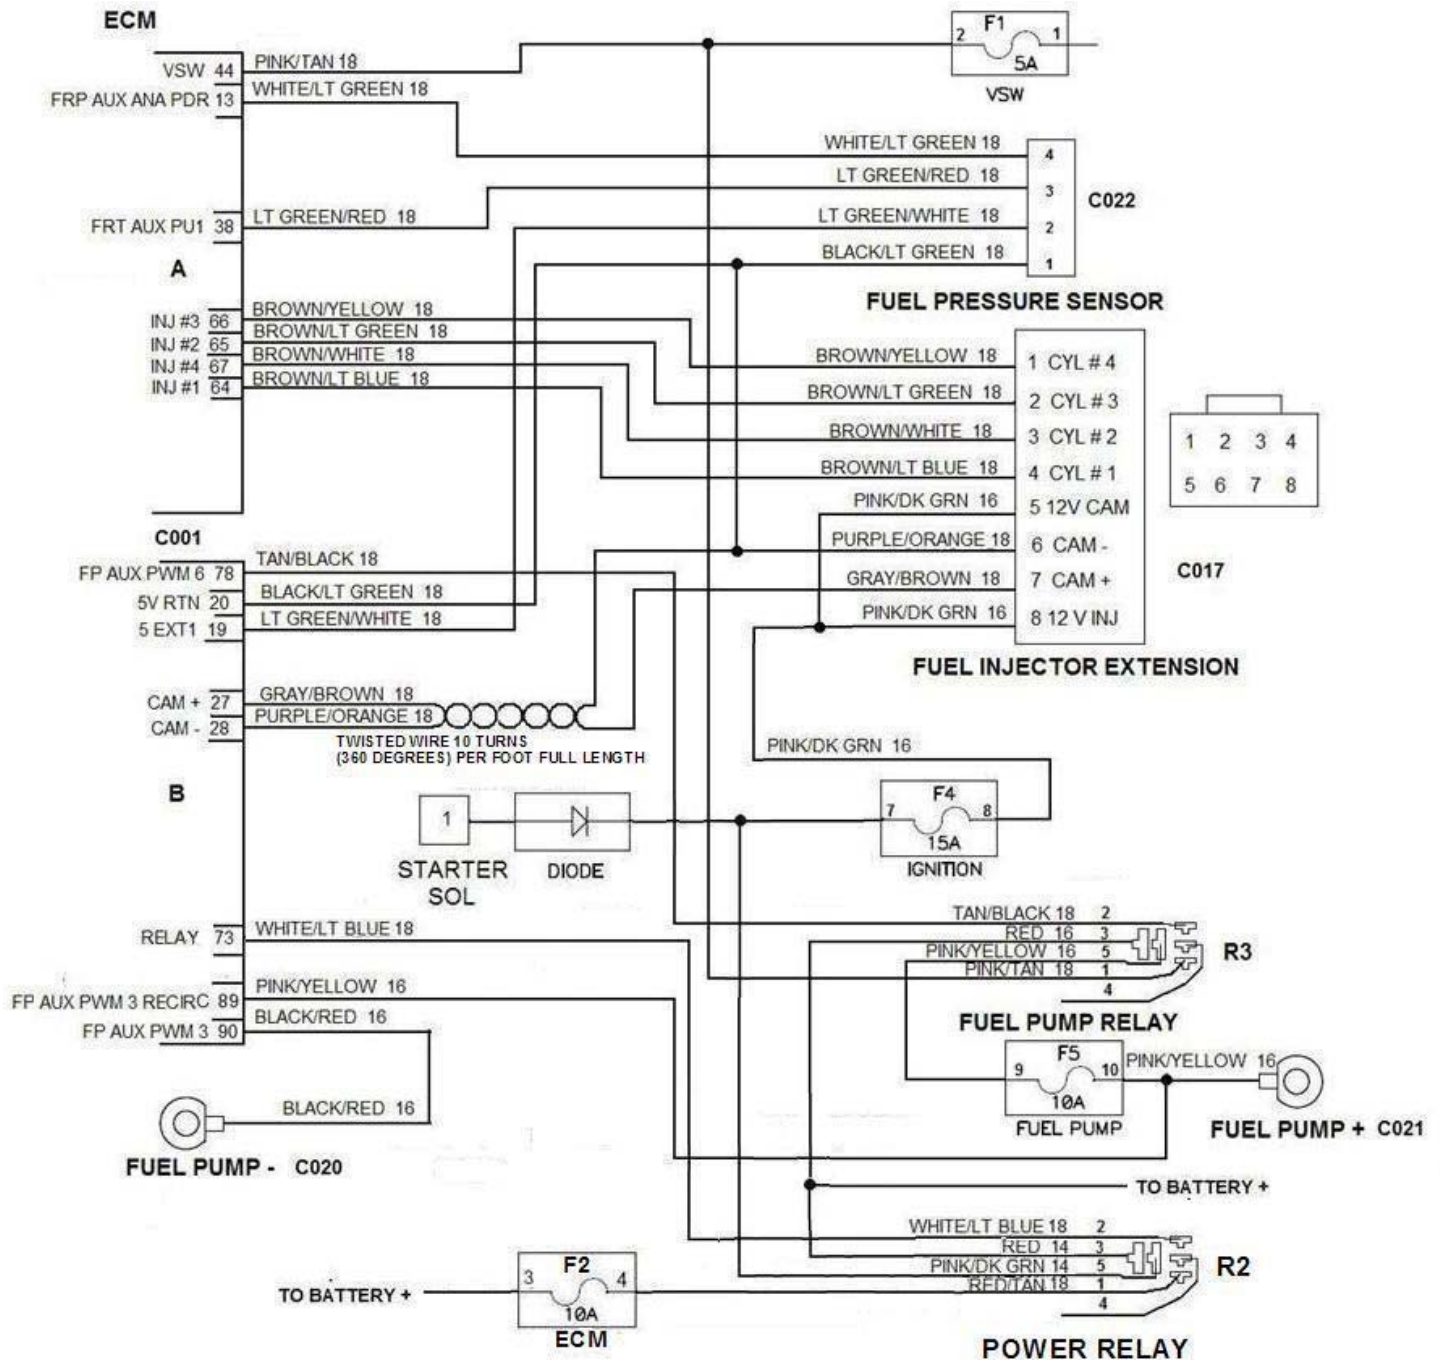 ECM
F1
2 1
5A
VSW
VSW 44 PINK/TAN 18
FRP AUX ANA PDR 13 WHITE/LT GREEN 18
WHITE/LT GREEN 18 4
LT GREEN/RED 18 3
C022
FRT AUX PU1 38 LT GREEN/RED 18
LT GREEN/WHITE 18 2
BLACK/LT GREEN 18 1
A
FUEL PRESSURE SENSOR
INJ #3 66 BROWN/YELLOW 18
INJ #2 65 BROWN/LT GREEN 18
INJ #4 67 BROWN/WHITE 18
INJ #1 64 BROWN/LT BLUE 18
BROWN/YELLOW 18 1 CYL # 4
BROWN/LT GREEN 18 2 CYL # 3
BROWN/WHITE 18 3 CYL # 2
BROWN/LT BLUE 18 4 CYL # 1
PINK/DK GRN 16 5 12V CAM
PURPLE/ORANGE 18 6 CAM -
GRAY/BROWN 18 7 CAM +
PINK/DK GRN 16 8 12 V INJ
1 2 3 4
5 6 7 8
C017
FUEL INJECTOR EXTENSION
C001
FP AUX PWM 6 78 TAN/BLACK 18
5V RTN 20 BLACK/LT GREEN 18
5 EXT1 19 LT GREEN/WHITE 18
CAM + 27 GRAY/BROWN 18
CAM - 28 PURPLE/ORANGE 18
TWISTED WIRE 10 TURNS
(360 DEGREES) PER FOOT FULL LENGTH
PINK/DK GRN 16
B
1
STARTER
SOL
DIODE
F4
7 8
15A
IGNITION
RELAY 73 WHITE/LT BLUE 18
TAN/BLACK 18 2
RED 16 3
PINK/YELLOW 16 5
PINK/TAN 18 1
4
R3
FUEL PUMP RELAY
FP AUX PWM 3 RECIRC 89 PINK/YELLOW 16
FP AUX PWM 3 90 BLACK/RED 16
F5
9 10
10A
FUEL PUMP
PINK/YELLOW 16
FUEL PUMP + C021
BLACK/RED 16
FUEL PUMP - C020
TO BATTERY +
WHITE/LT BLUE 18 2
RED 14 3
PINK/DK GRN 14 5
RED/TAN 18 1
4
R2
POWER RELAY
TO BATTERY +
F2
3 4
10A
ECM